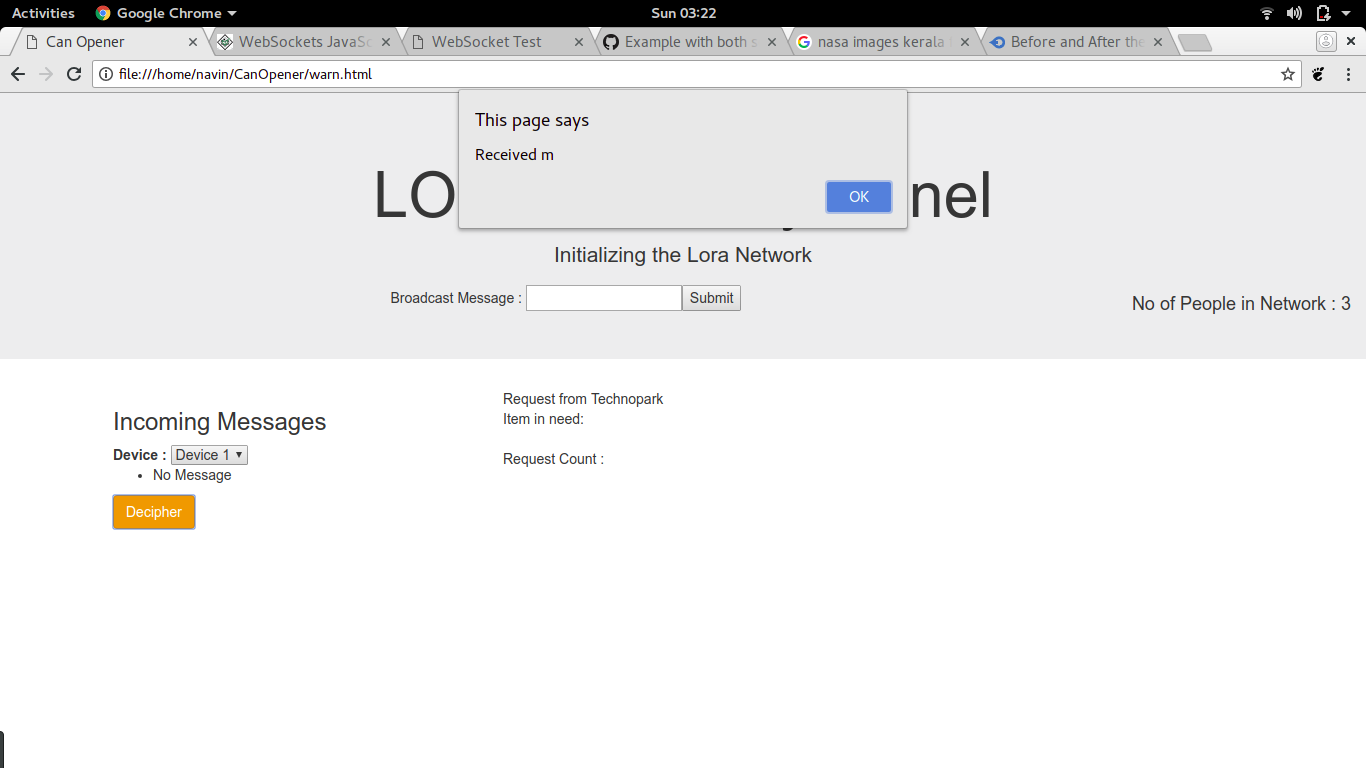 Activities Google Chrome Sun 03:22
Can Opener WebSockets JavaSc WebSocket Test Example with both s nasa images kerala Before and After the
file:///home/navin/CanOpener/warn.html
This page says
Received m
OK
LO nel
Initializing the Lora Network
Broadcast Message : Submit
No of People in Network : 3
Request from Technopark
Incoming Messages
Item in need:
Device : Device 1
Request Count :
No Message
Decipher